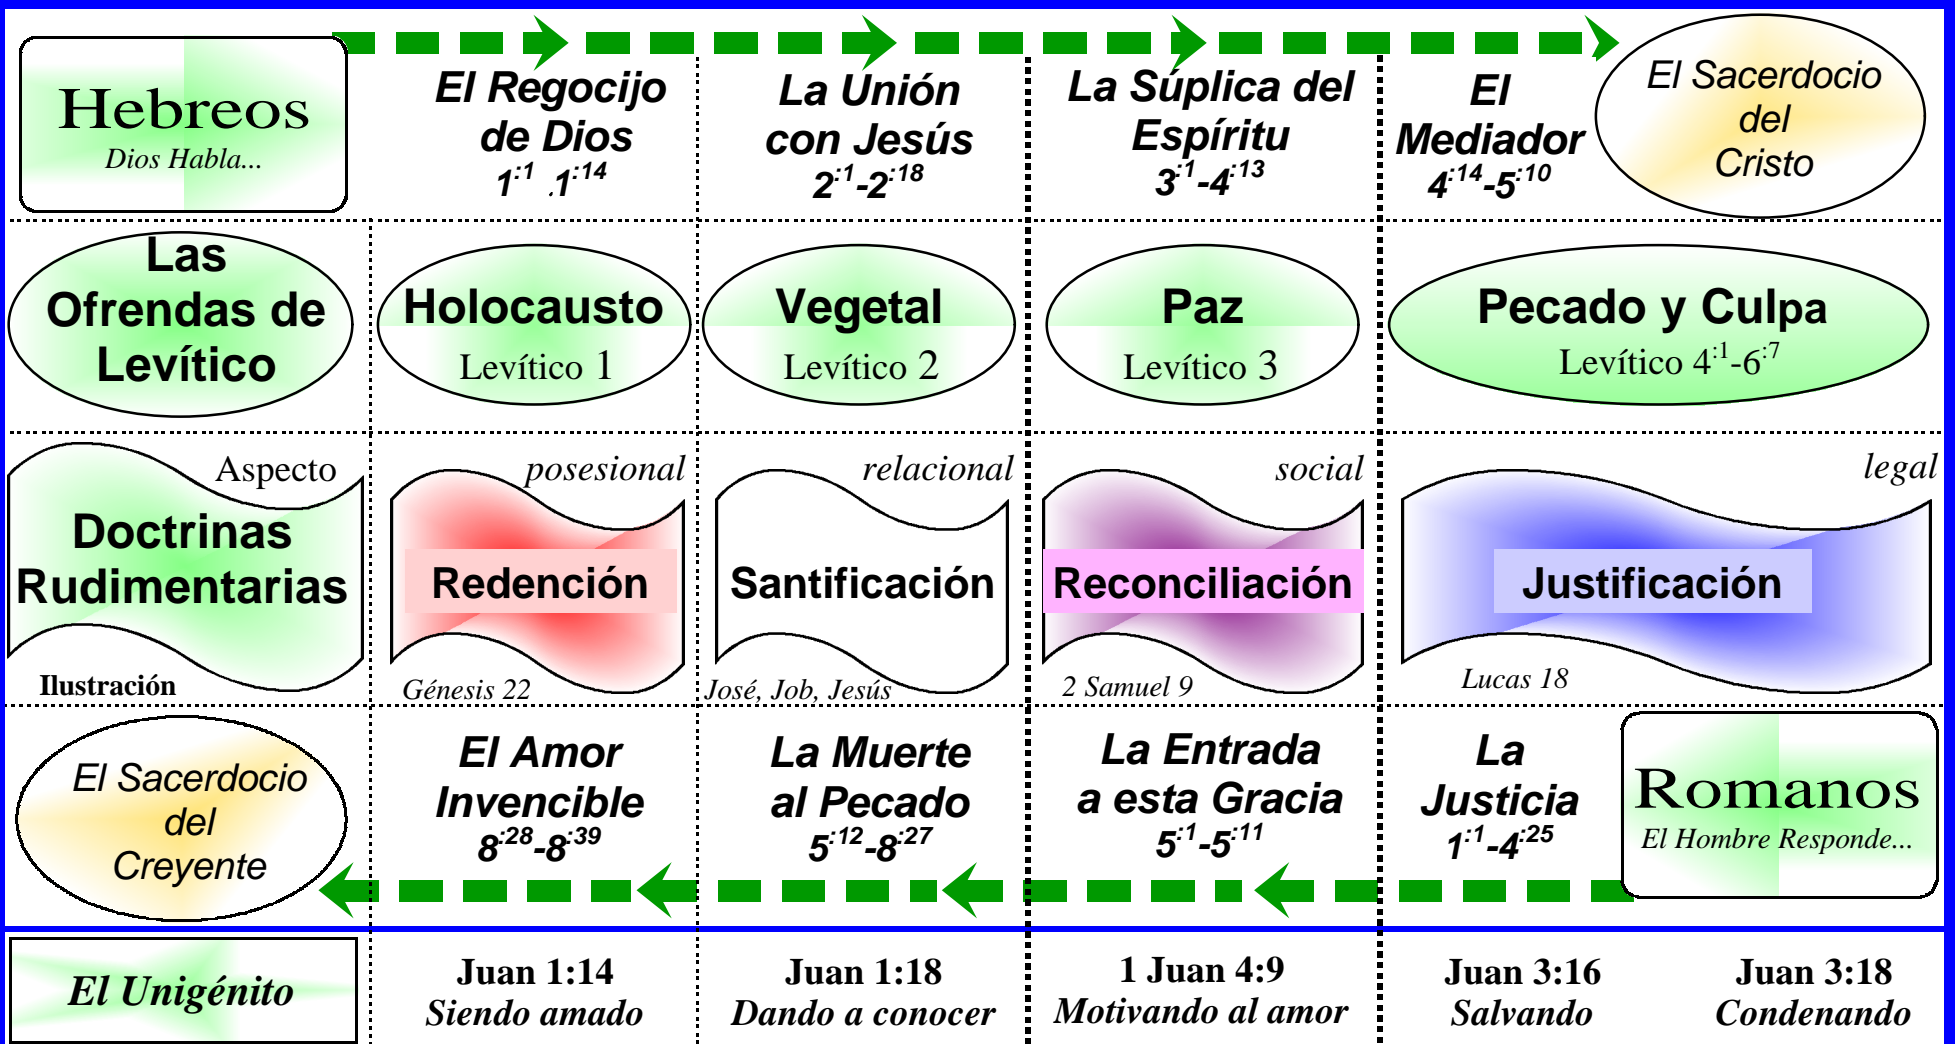 Hebreos
Dios Habla...
El Regocijo
de Dios
1:1 .1:14
La Unión
con Jesús
2:1-2:18
La Súplica del
Espíritu
3:1-4:13
El
Mediador
4:14-5:10
El Sacerdocio
del
Cristo
Las
Ofrendas de
Levítico
Holocausto
Levítico 1
Vegetal
Levítico 2
Paz
Levítico 3
Pecado y Culpa
Levítico 4:1-6:7
Aspecto
Doctrinas
Rudimentarias
Ilustración
posesional
Redención
Génesis 22
relacional
Santificación
José, Job, Jesús
social
Reconciliación
2 Samuel 9
legal
Justificación
Lucas 18
El Sacerdocio
del
Creyente
El Amor
Invencible
8:28-8:39
La Muerte
al Pecado
5:12-8:27
La Entrada
a esta Gracia
5:1-5:11
La
Justicia
1:1-4:25
Romanos
El Hombre Responde...
El Unigénito
Juan 1:14
Siendo amado
Juan 1:18
Dando a conocer
1 Juan 4:9
Motivando al amor
Juan 3:16
Salvando
Juan 3:18
Condenando